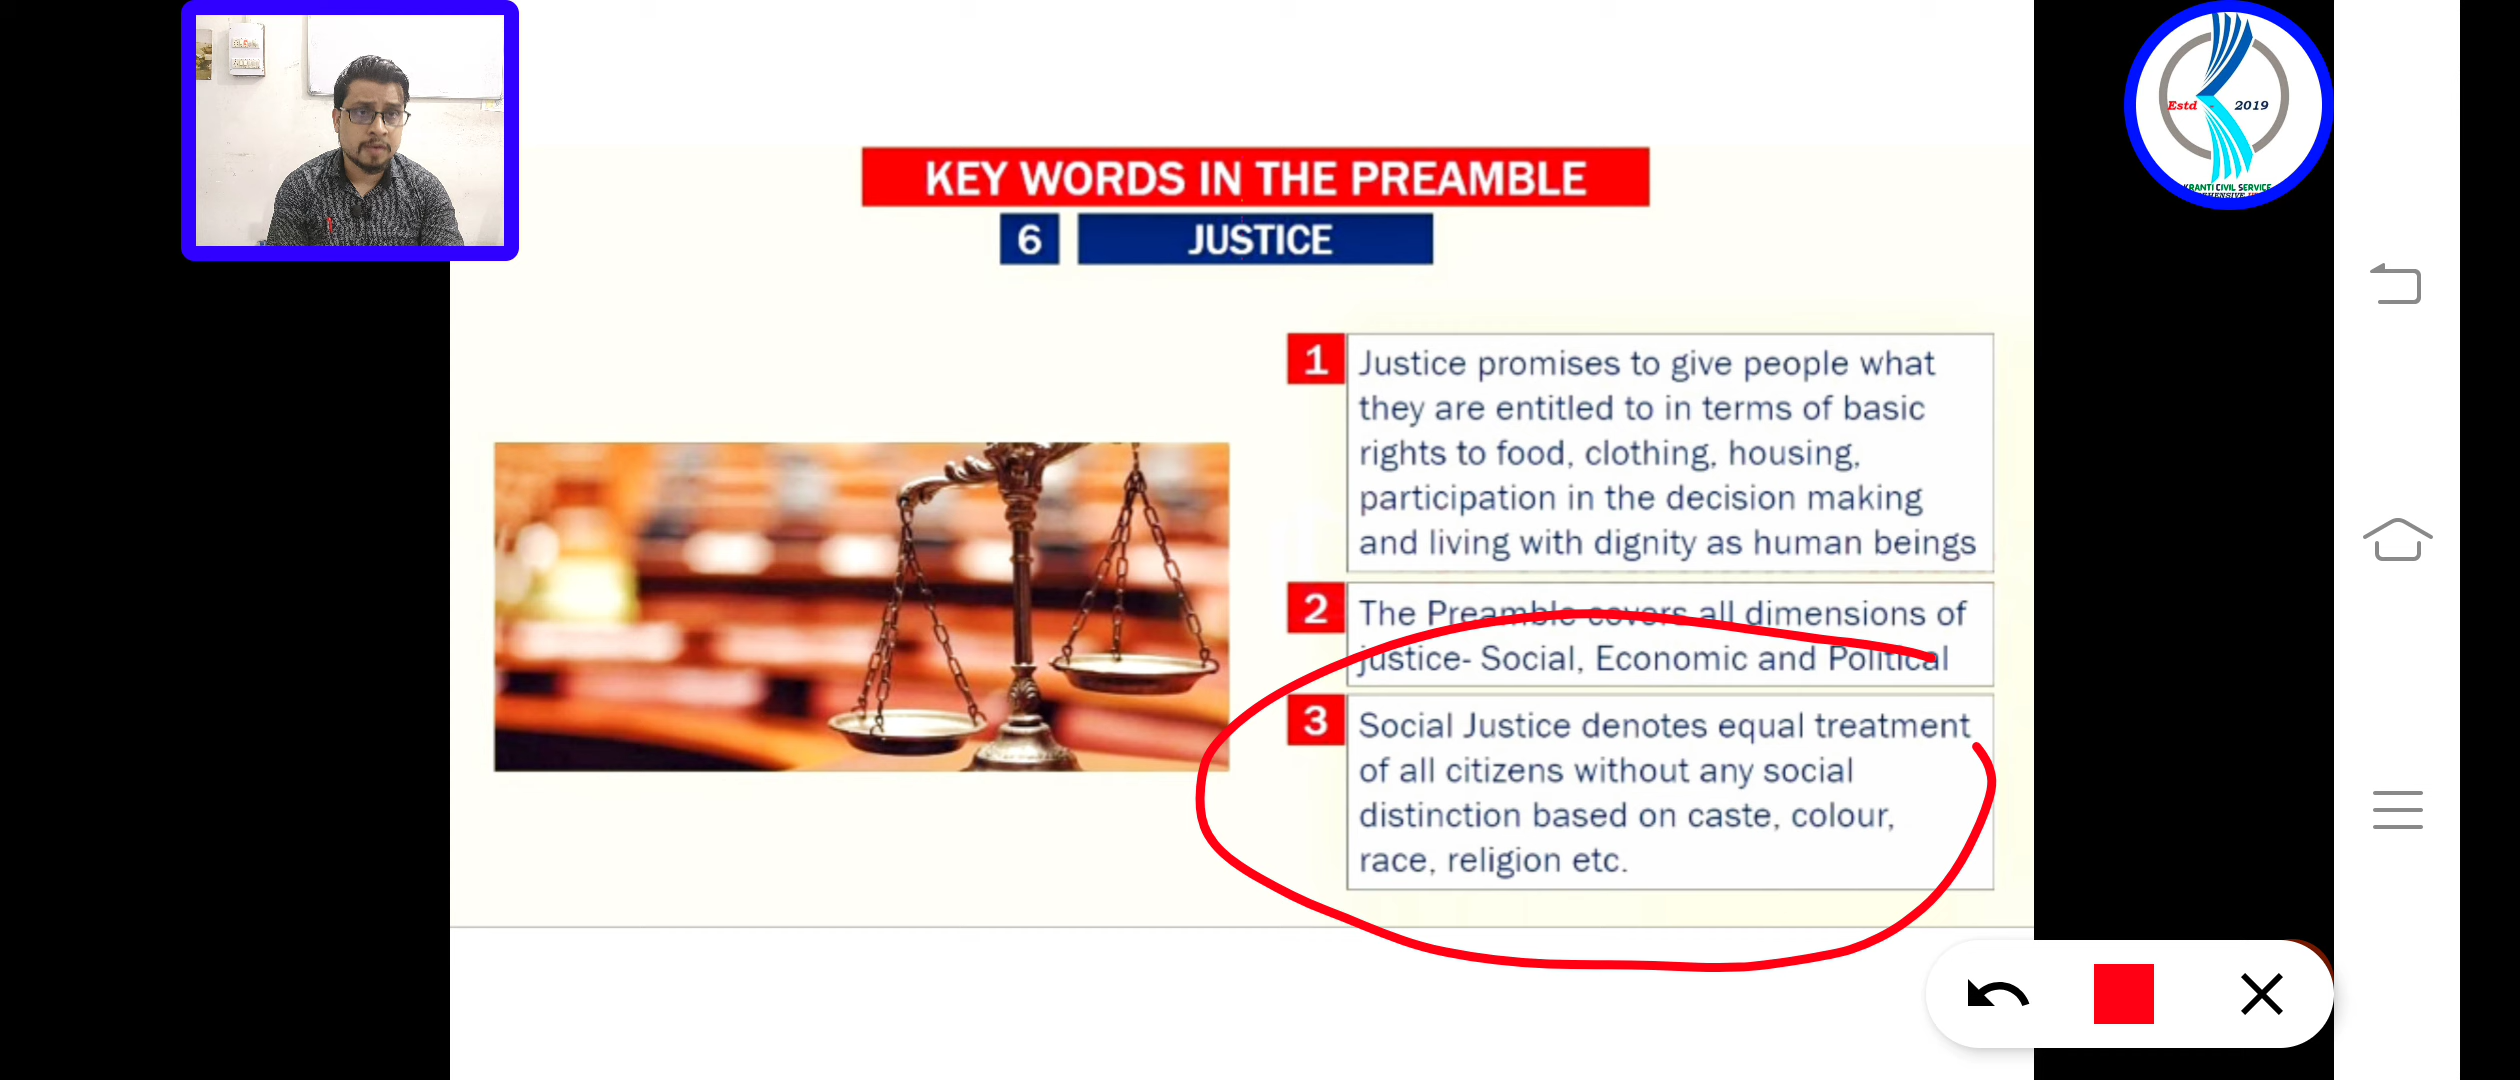 Estd
2019
KRANTI CIVIL SERVICE
KEY WORDS IN THE PREAMBLE
6
JUSTICE
1
Justice promises to give people what
they are entitled to in terms of basic
rights to food, clothing, housing,
participation in the decision making
and living with dignity as human beings
2
The Preamble covers all dimensions of
justice- Social, Economic and Political
3
Social Justice denotes equal treatment
of all citizens without any social
distinction based on caste, colour,
race, religion etc.